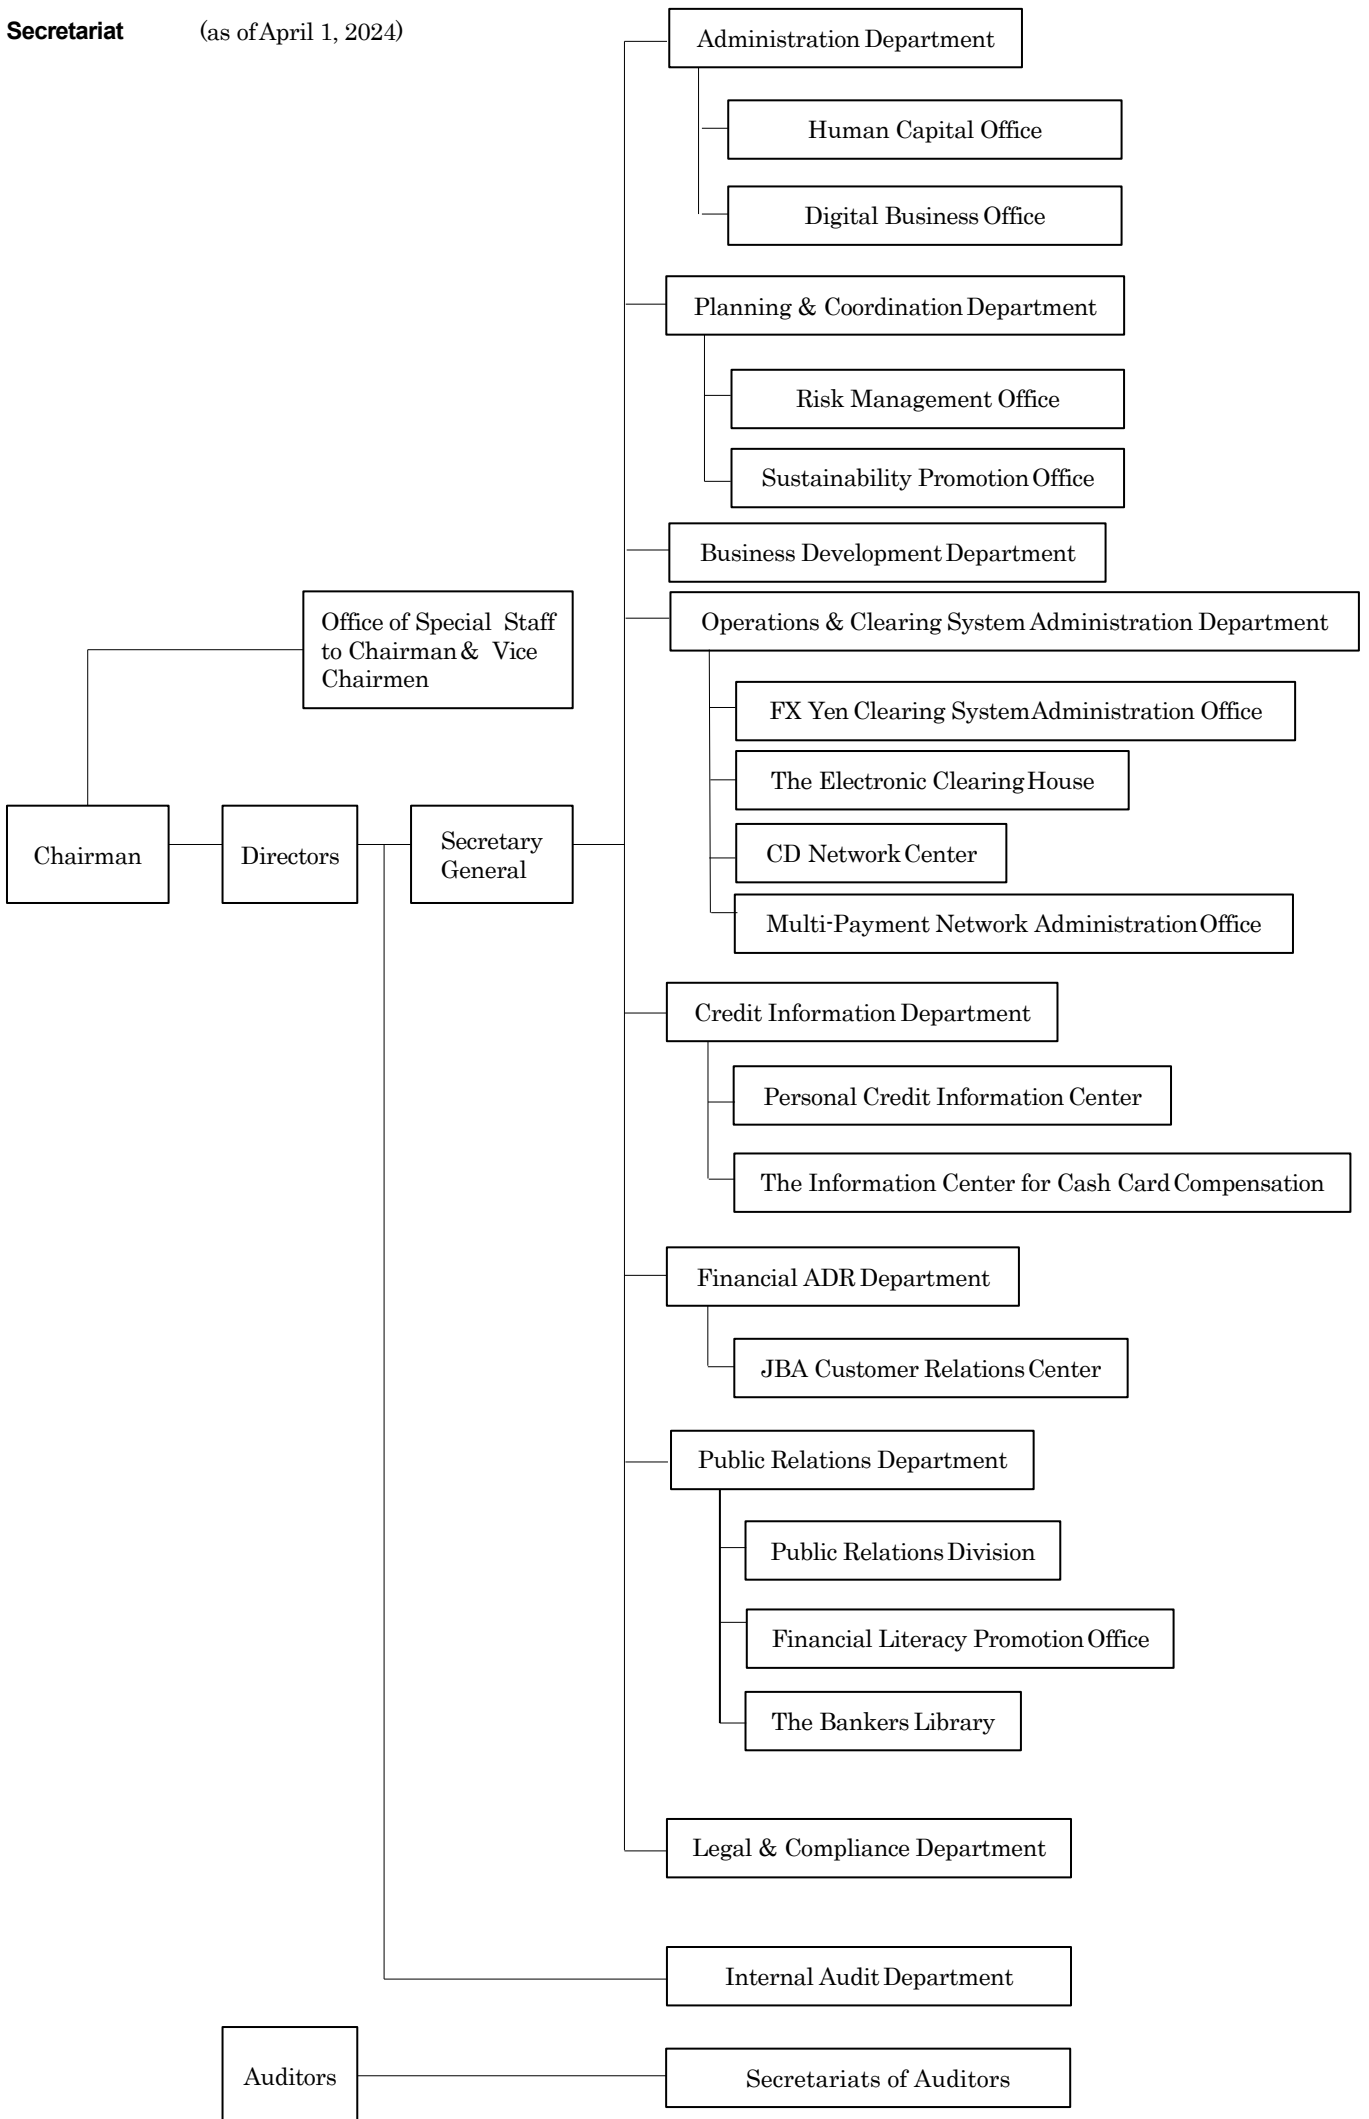 Secretariat (as of April 1, 2024)
Administration Department
Human Capital Office
Digital Business Office
Planning & Coordination Department
Risk Management Office
Sustainability Promotion Office
Business Development Department
Office of Special Staff
to Chairman & Vice
Chairmen
Operations & Clearing System Administration Department
FX Yen Clearing System Administration Office
The Electronic Clearing House
Chairman
Directors
Secretary
General
CD Network Center
Multi-Payment Network Administration Office
Credit Information Department
Personal Credit Information Center
The Information Center for Cash Card Compensation
Financial ADR Department
JBA Customer Relations Center
Public Relations Department
Public Relations Division
Financial Literacy Promotion Office
The Bankers Library
Legal & Compliance Department
Internal Audit Department
Auditors
Secretariats of Auditors